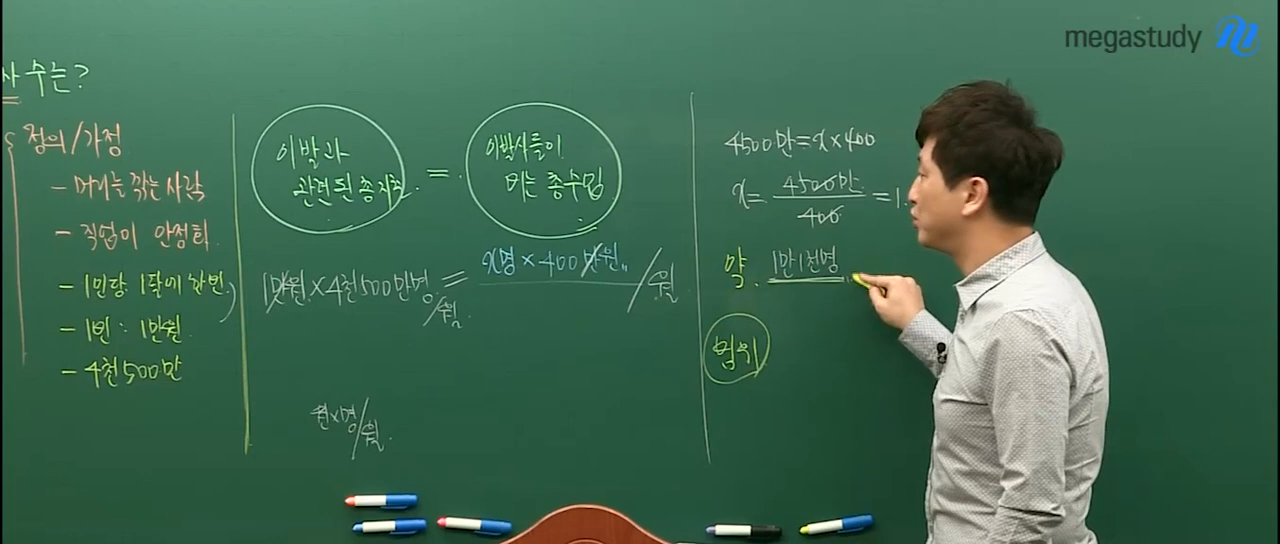 megastudy
사 수는?
정의/가정
- 머리를 깎는 사람
- 직업이 안정화
- 1인당 1달에 한번
- 1인 : 1만원
- 4천500만
이발과
관련된 총지출
=
이발사들이
버는 총수입
1만원 × 4천500만명/월 = x명 × 400만원/월
원×명/월
4500만 = x × 400
x = 4500만/400 = 1.
약 1만1천명
범위